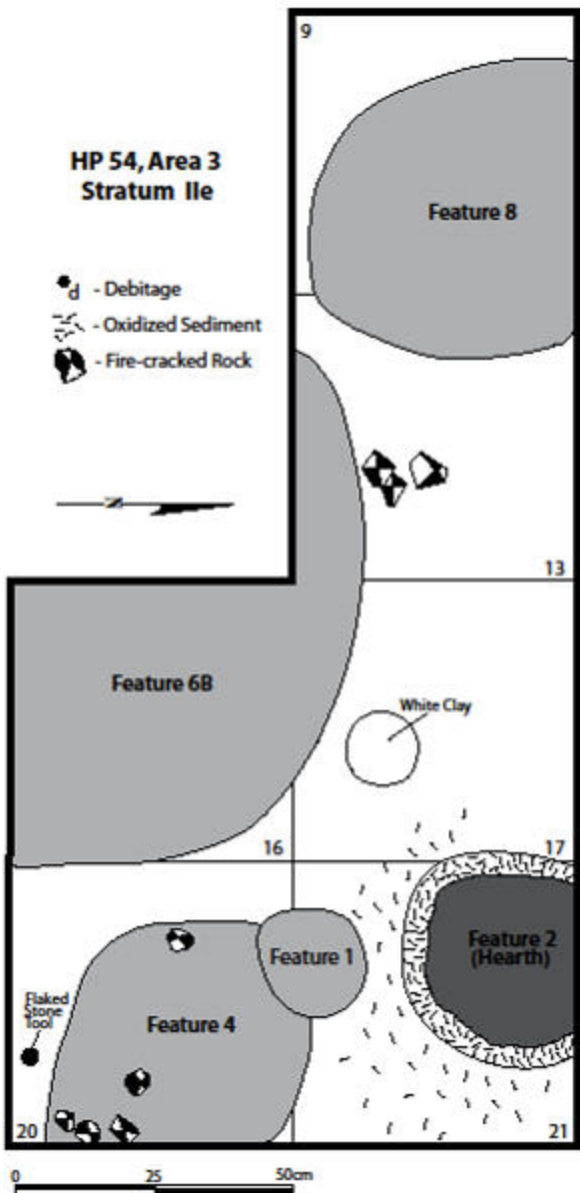 9
HP 54, Area 3
Stratum IIe
Feature 8
d - Debitage
- Oxidized Sediment
- Fire-cracked Rock
N
13
Feature 6B
White Clay
16
17
Feature 1
Feature 2
(Hearth)
Flaked
Stone
Tool
Feature 4
20
21
0
25
50cm